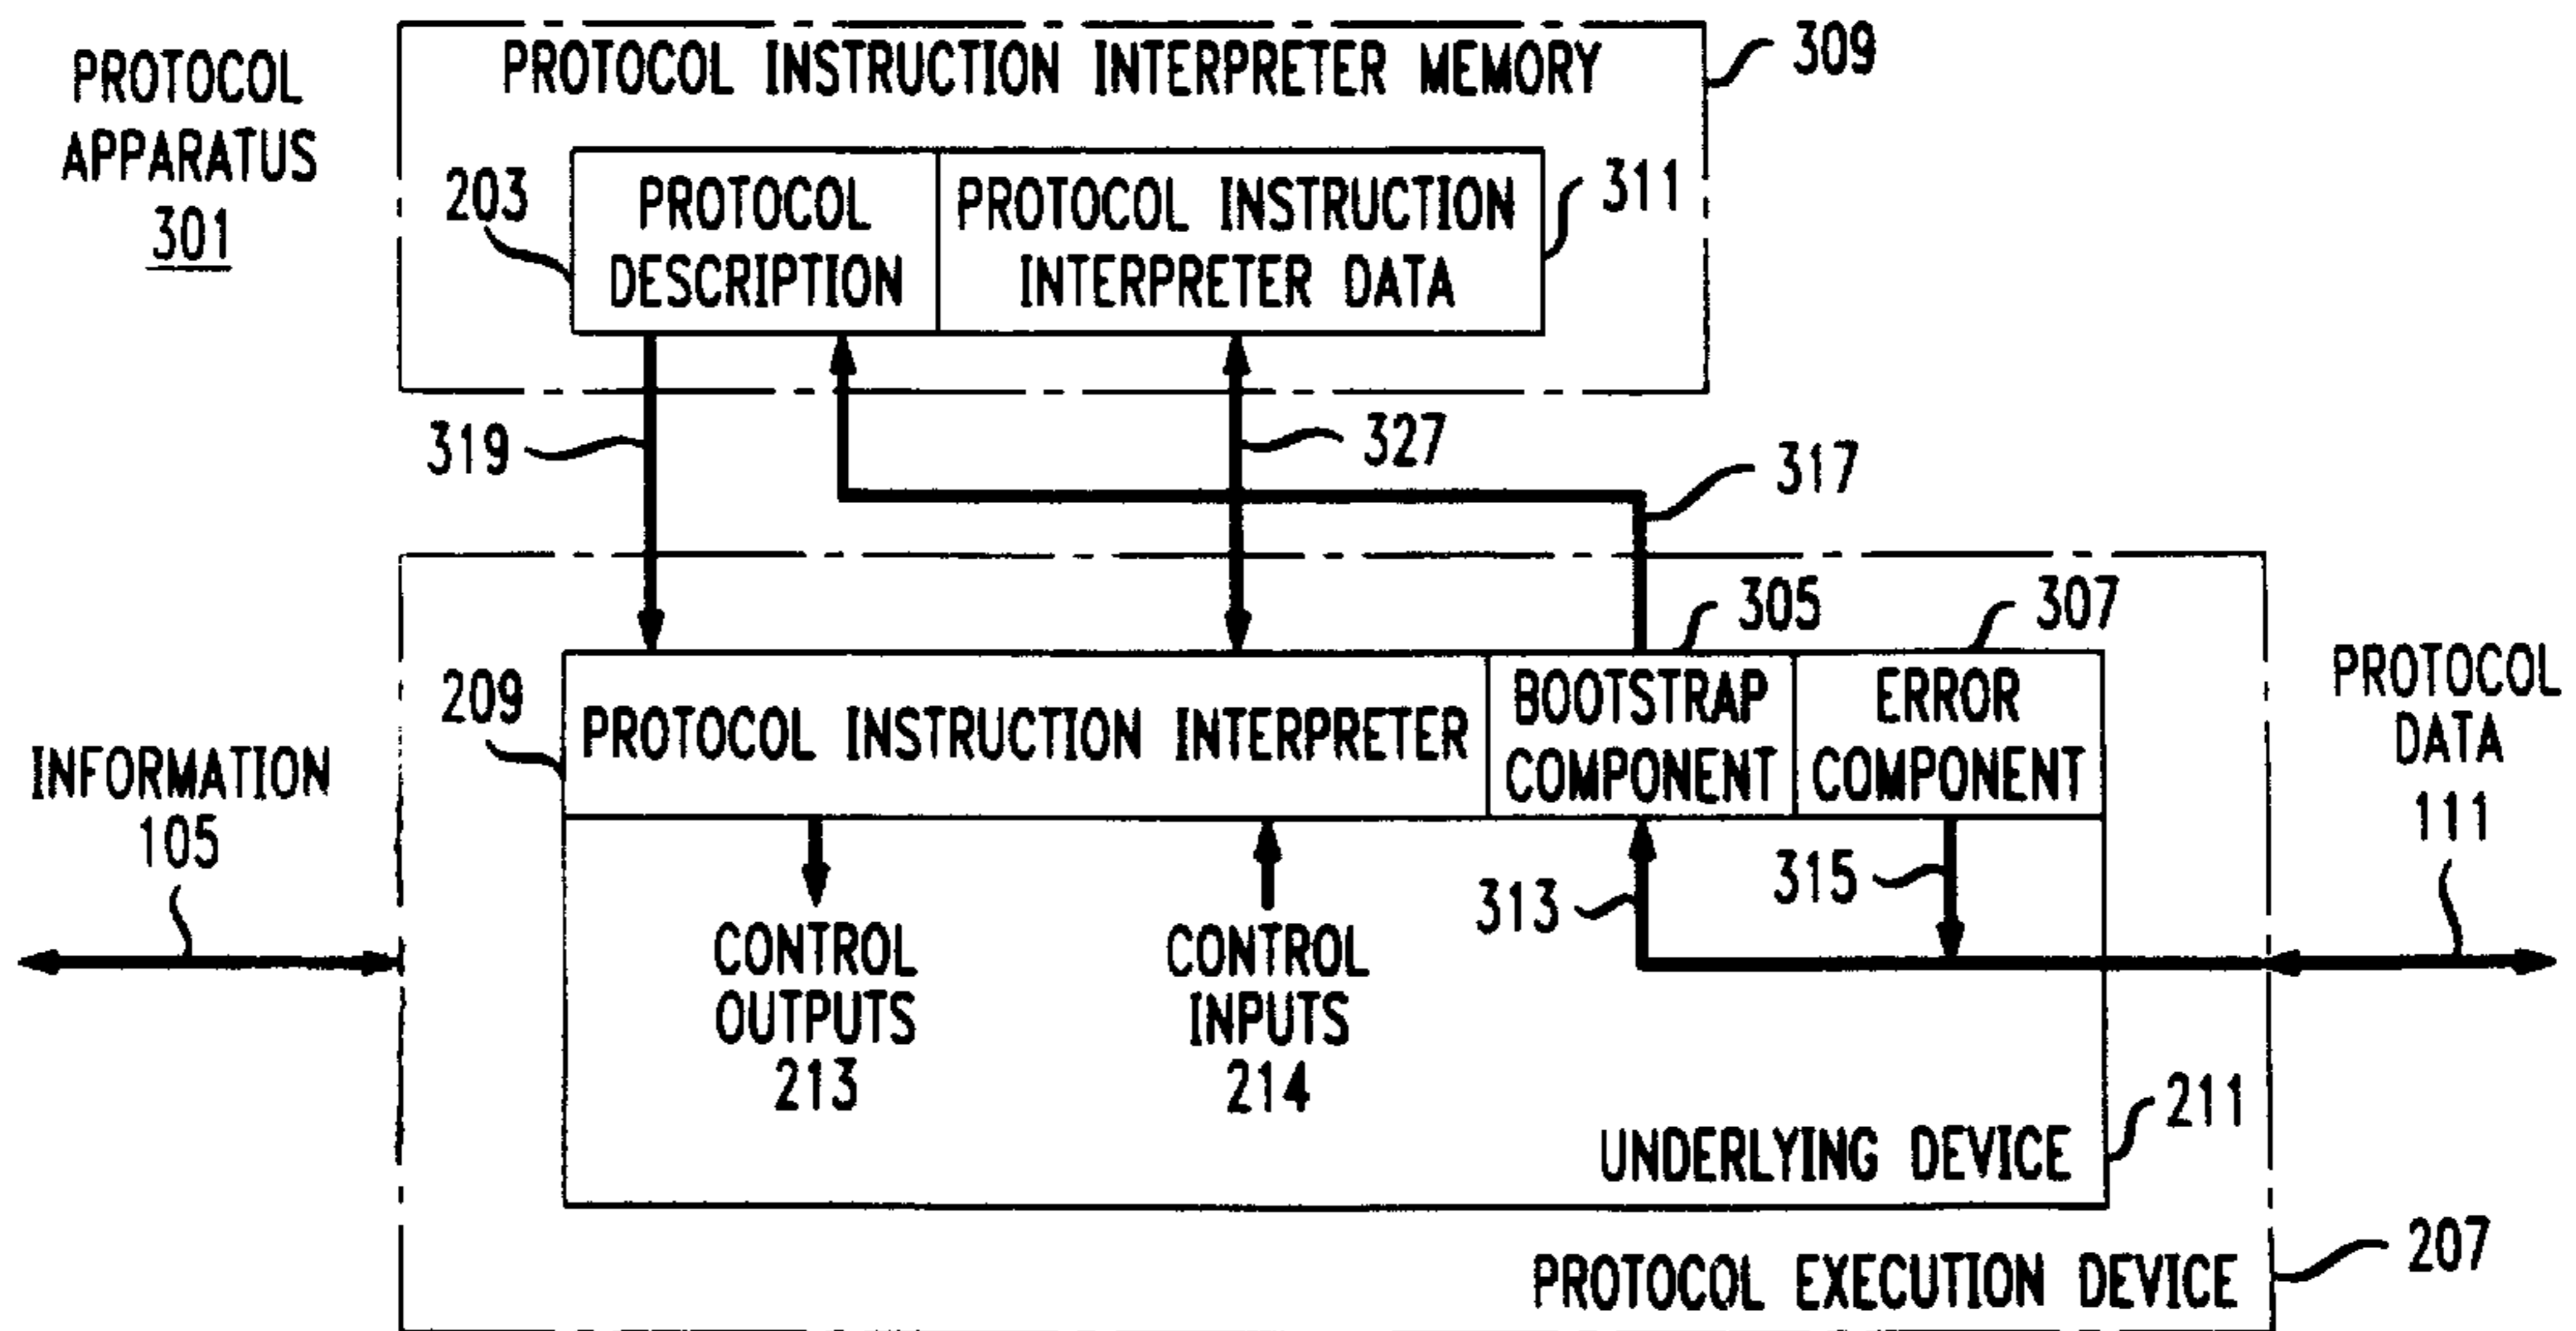 PROTOCOL
APPARATUS
301
PROTOCOL INSTRUCTION INTERPRETER MEMORY
309
203
PROTOCOL
DESCRIPTION
PROTOCOL INSTRUCTION
INTERPRETER DATA
311
319
327
317
305
307
209
PROTOCOL INSTRUCTION INTERPRETER
BOOTSTRAP
COMPONENT
ERROR
COMPONENT
PROTOCOL
DATA
111
INFORMATION
105
313
315
CONTROL
OUTPUTS
213
CONTROL
INPUTS
214
211
UNDERLYING DEVICE
207
PROTOCOL EXECUTION DEVICE